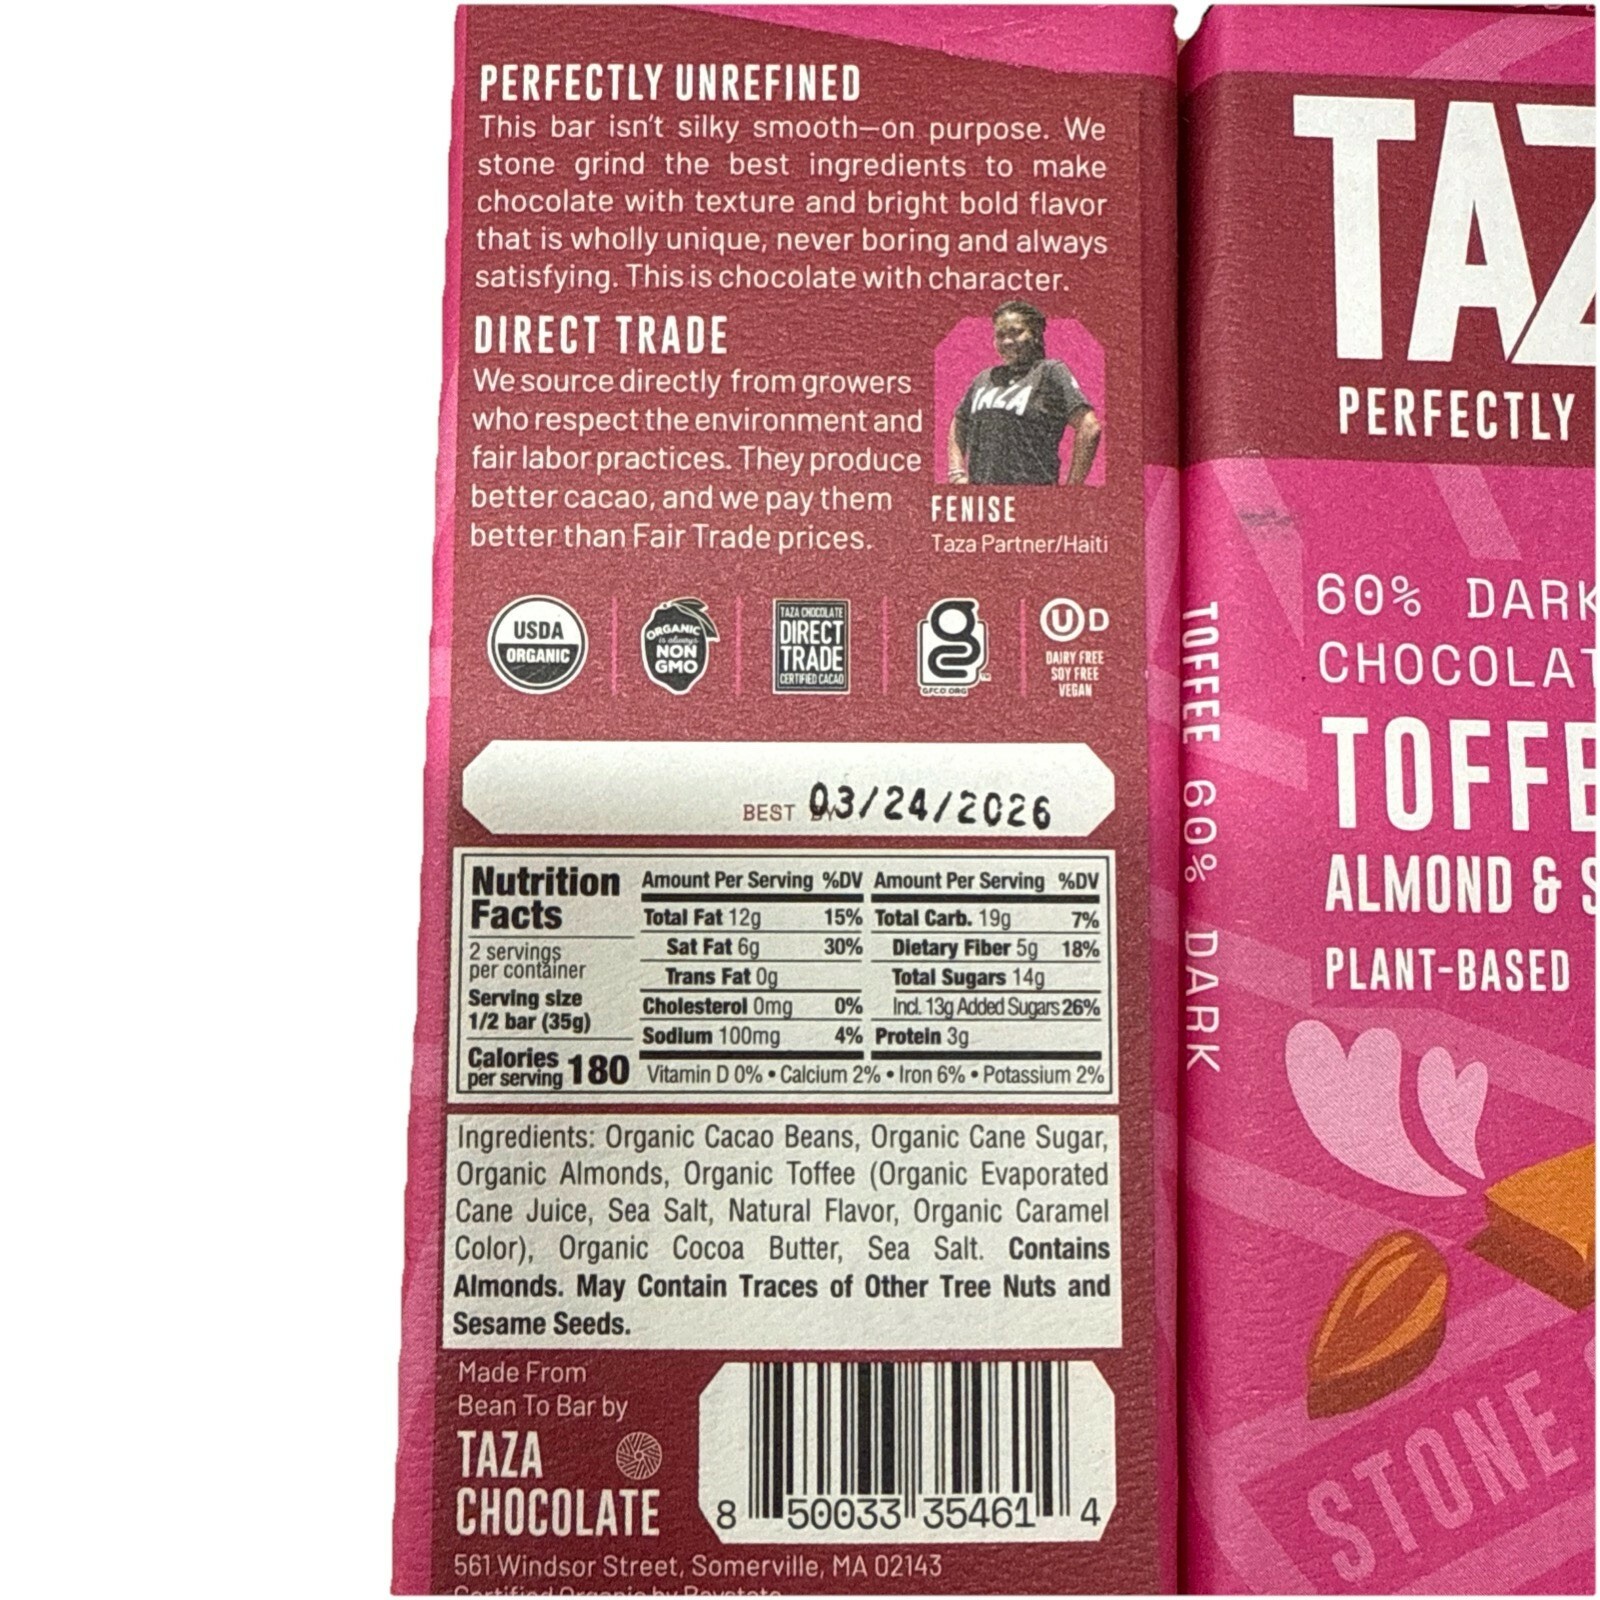 PERFECTLY UNREFINED
This bar isn't silky smooth—on purpose. We
stone grind the best ingredients to make
chocolate with texture and bright bold flavor
that is wholly unique, never boring and always
satisfying. This is chocolate with character.
DIRECT TRADE
We source directly from growers
who respect the environment and
fair labor practices. They produce
better cacao, and we pay them
better than Fair Trade prices.
TAZA
FENISE
Taza Partner/Haiti
USDA
ORGANIC
ORGANIC
is always
NON
GMO
TAZA CHOCOLATE
DIRECT
TRADE
CERTIFIED CACAO
GFCO.ORG
U D
DAIRY FREE
SOY FREE
VEGAN
BEST BY
03/24/2026
Nutrition
Facts
2 servings
per container
Serving size
1/2 bar (35g)
Calories
per serving 180
Amount Per Serving %DV
Total Fat 12g 15%
Sat Fat 6g 30%
Trans Fat 0g
Cholesterol 0mg 0%
Sodium 100mg 4%
Amount Per Serving %DV
Total Carb. 19g 7%
Dietary Fiber 5g 18%
Total Sugars 14g
Incl. 13g Added Sugars 26%
Protein 3g
Vitamin D 0% • Calcium 2% • Iron 6% • Potassium 2%
Ingredients: Organic Cacao Beans, Organic Cane Sugar,
Organic Almonds, Organic Toffee (Organic Evaporated
Cane Juice, Sea Salt, Natural Flavor, Organic Caramel
Color), Organic Cocoa Butter, Sea Salt. Contains
Almonds. May Contain Traces of Other Tree Nuts and
Sesame Seeds.
Made From
Bean To Bar by
TAZA
CHOCOLATE
8 50033 35461 4
561 Windsor Street, Somerville, MA 02143
Certified Organic by Baystate
TOFFEE 60% DARK
TAZ
PERFECTLY
60% DARK
CHOCOLAT
TOFFE
ALMOND & S
PLANT-BASED
STONE